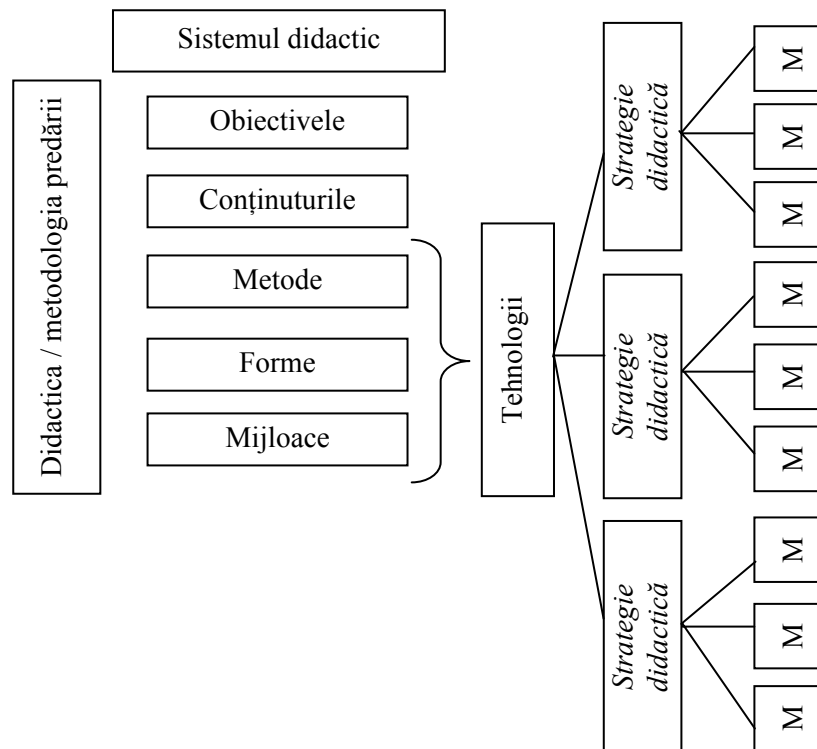 Sistemul didactic
Didactica / metodologia predării
Obiectivele
Conținuturile
Metode
Forme
Mijloace
Tehnologii
Strategie
didactică
M
M
M
Strategie
didactică
M
M
M
Strategie
didactică
M
M
M